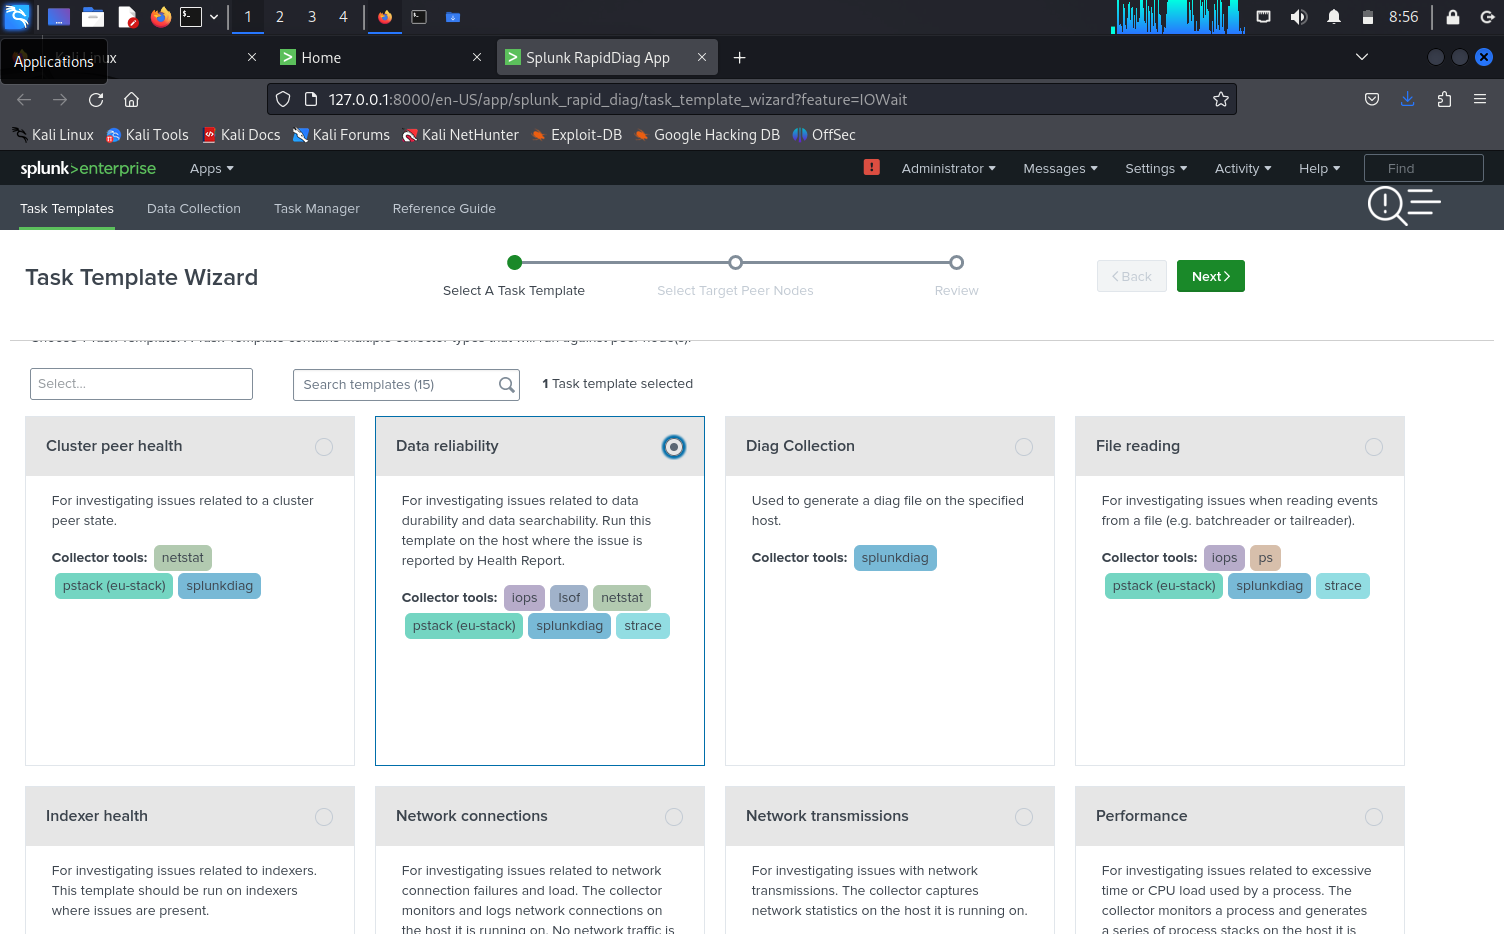 1 2 3 4 8:56
Applications
Linux
Home
Splunk RapidDiag App
127.0.0.1:8000/en-US/app/splunk_rapid_diag/task_template_wizard?feature=IOWait
Kali Linux Kali Tools Kali Docs Kali Forums Kali NetHunter Exploit-DB Google Hacking DB OffSec
splunk>enterprise Apps Administrator Messages Settings Activity Help Find
Task Templates Data Collection Task Manager Reference Guide
Task Template Wizard
Select A Task Template Select Target Peer Nodes Review
Back Next
Select...
Search templates (15)
1 Task template selected
Cluster peer health
For investigating issues related to a cluster
peer state.
Collector tools: netstat
pstack (eu-stack) splunkdiag
Data reliability
For investigating issues related to data
durability and data searchability. Run this
template on the host where the issue is
reported by Health Report.
Collector tools: iops lsof netstat
pstack (eu-stack) splunkdiag strace
Diag Collection
Used to generate a diag file on the specified
host.
Collector tools: splunkdiag
File reading
For investigating issues when reading events
from a file (e.g. batchreader or tailreader).
Collector tools: iops ps
pstack (eu-stack) splunkdiag strace
Indexer health
For investigating issues related to indexers.
This template should be run on indexers
where issues are present.
Network connections
For investigating issues related to network
connection failures and load. The collector
monitors and logs network connections on
the host it is running on. No network traffic is
Network transmissions
For investigating issues with network
transmissions. The collector captures
network statistics on the host it is running on.
Performance
For investigating issues related to excessive
time or CPU load used by a process. The
collector monitors a process and generates
a series of process stacks on the host it is